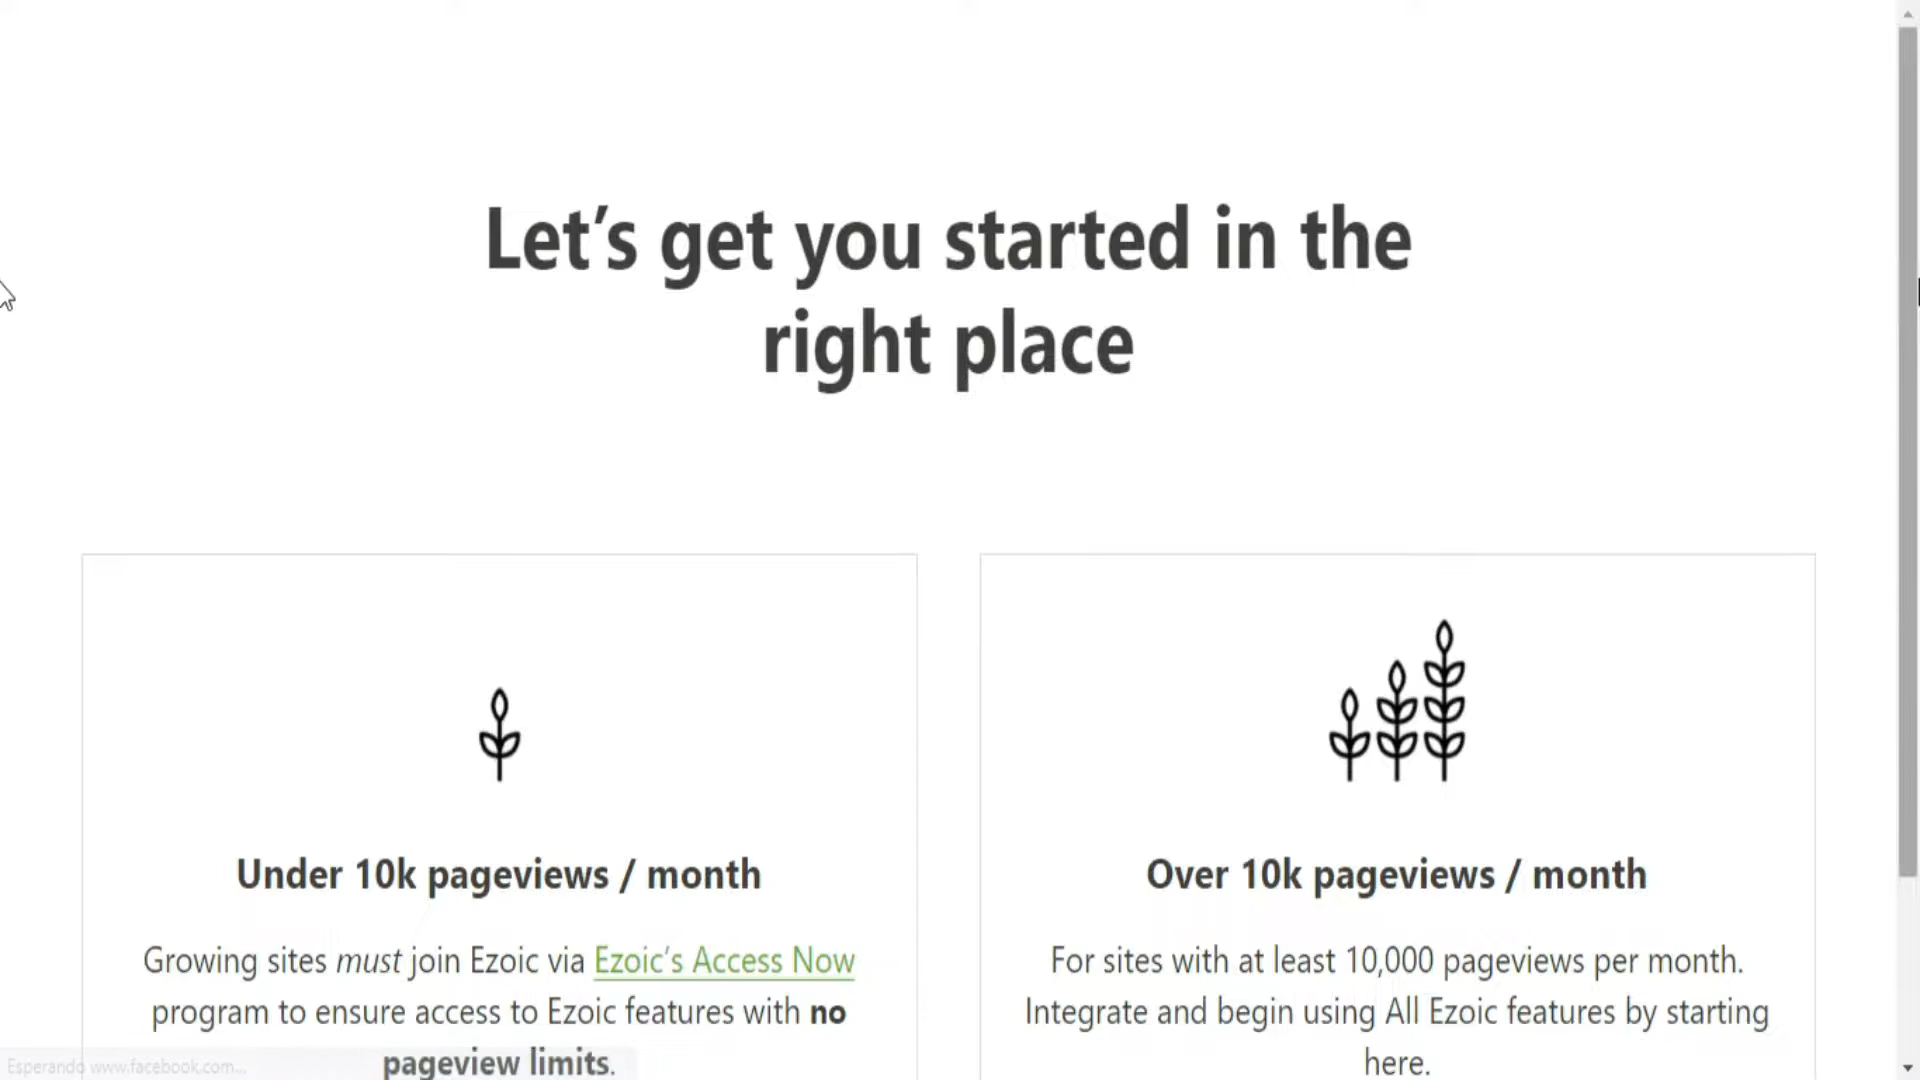 Let's get you started in the
right place
Under 10k pageviews / month
Growing sites must join Ezoic via Ezoic's Access Now
program to ensure access to Ezoic features with no
pageview limits.
Over 10k pageviews / month
For sites with at least 10,000 pageviews per month.
Integrate and begin using All Ezoic features by starting
here.
Esperando www.facebook.com...